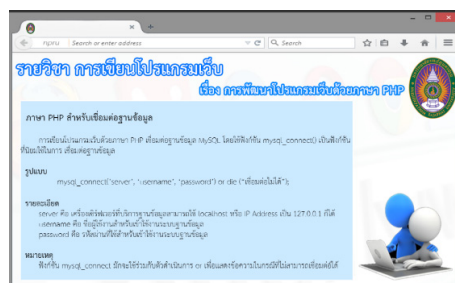 npru
Search or enter address
Search
รายวิชา การเขียนโปรแกรมเว็บ
เรื่อง การพัฒนาโปรแกรมเว็บด้วยภาษา PHP
ภาษา PHP สำหรับเชื่อมต่อฐานข้อมูล
การเขียนโปรแกรมเว็บด้วยภาษา PHP เชื่อมต่อฐานข้อมูล MySQL โดยใช้ฟังก์ชัน mysql_connect() เป็นฟังก์ชัน
ที่นิยมใช้ในการ เชื่อมต่อฐานข้อมูล
รูปแบบ
mysql_connect("server", "username", "password") or die ("เชื่อมต่อไม่ได้");
รายละเอียด
server คือ เครื่องเซิร์ฟเวอร์ที่บริการฐานข้อมูลสามารถใช้ localhost หรือ IP Address เป็น 127.0.0.1 ก็ได้
username คือ ชื่อผู้ใช้งานสำหรับเข้าใช้งานระบบฐานข้อมูล
password คือ รหัสผ่านที่ใช้สำหรับเข้าใช้งานระบบฐานข้อมูล
หมายเหตุ
ฟังก์ชัน mysql_connect มักจะใช้ร่วมกับตัวดำเนินการ or เพื่อแสดงข้อความในกรณีที่ไม่สามารถเชื่อมต่อได้